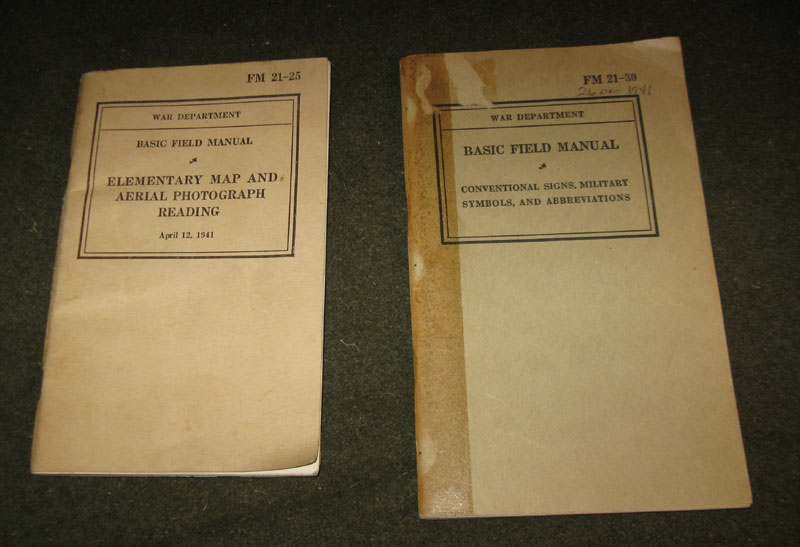 FM 21-25
WAR DEPARTMENT
BASIC FIELD MANUAL
ELEMENTARY MAP AND
AERIAL PHOTOGRAPH
READING
April 12, 1941
FM 21-30
1941
WAR DEPARTMENT
BASIC FIELD MANUAL
CONVENTIONAL SIGNS, MILITARY
SYMBOLS, AND ABBREVIATIONS